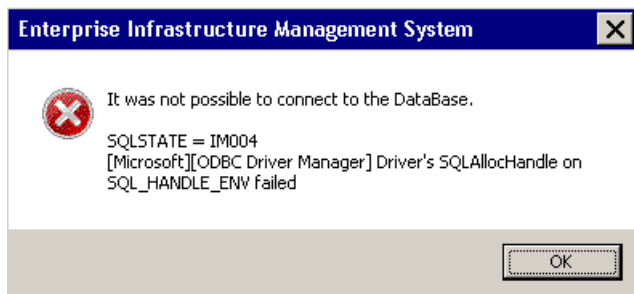 Enterprise Infrastructure Management System
It was not possible to connect to the DataBase.
SQLSTATE = IM004
[Microsoft][ODBC Driver Manager] Driver's SQLAllocHandle on
SQL_HANDLE_ENV failed
OK